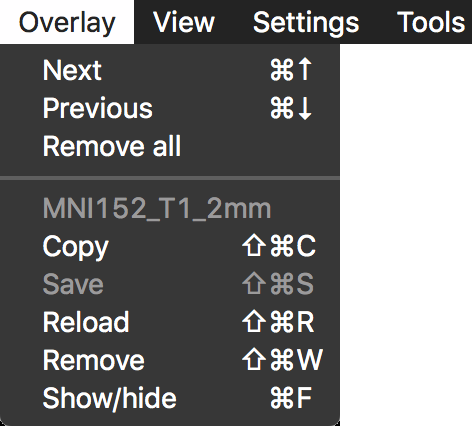 Overlay View Settings Tools
Next ⌘↑
Previous ⌘↓
Remove all
MNI152_T1_2mm
Copy ⇧⌘C
Save ⇧⌘S
Reload ⇧⌘R
Remove ⇧⌘W
Show/hide ⌘F